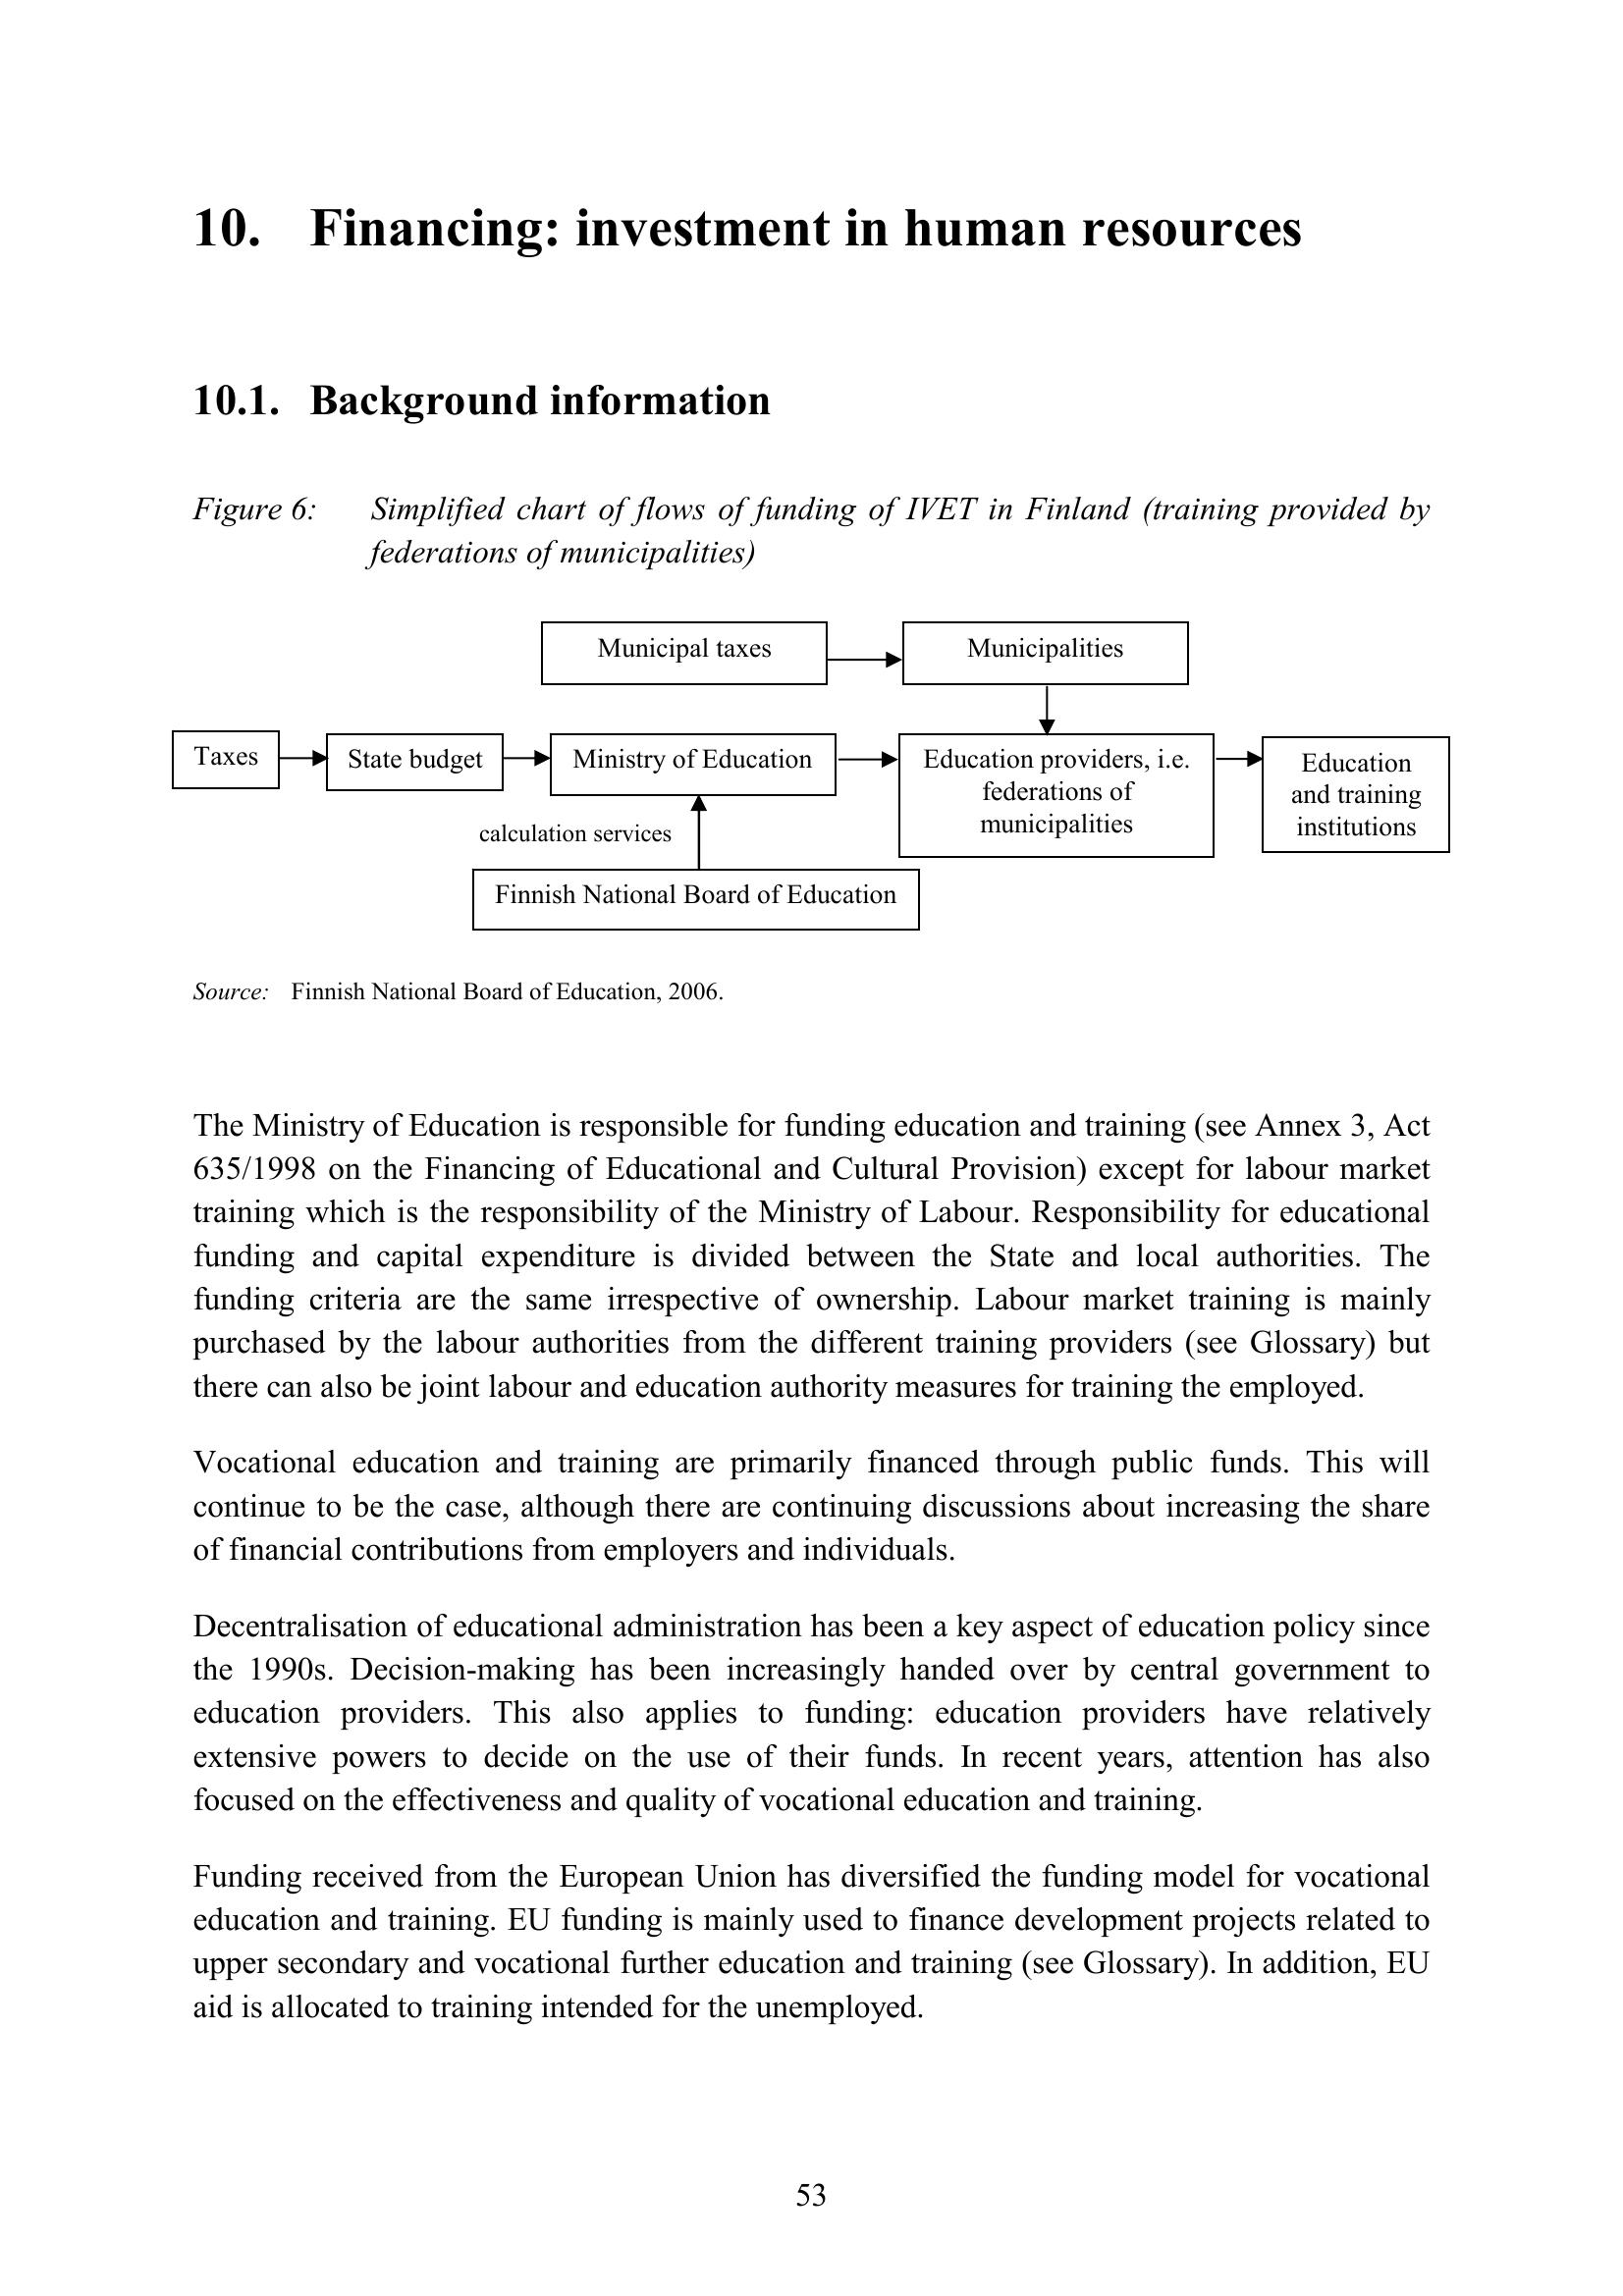 10. Financing: investment in human resources
10.1. Background information
Figure 6: Simplified chart of flows of funding of IVET in Finland (training provided by
federations of municipalities)
Municipal taxes
Municipalities
Taxes
State budget
Ministry of Education
Education providers, i.e.
federations of
municipalities
Education
and training
institutions
calculation services
Finnish National Board of Education
Source: Finnish National Board of Education, 2006.
The Ministry of Education is responsible for funding education and training (see Annex 3, Act
635/1998 on the Financing of Educational and Cultural Provision) except for labour market
training which is the responsibility of the Ministry of Labour. Responsibility for educational
funding and capital expenditure is divided between the State and local authorities. The
funding criteria are the same irrespective of ownership. Labour market training is mainly
purchased by the labour authorities from the different training providers (see Glossary) but
there can also be joint labour and education authority measures for training the employed.
Vocational education and training are primarily financed through public funds. This will
continue to be the case, although there are continuing discussions about increasing the share
of financial contributions from employers and individuals.
Decentralisation of educational administration has been a key aspect of education policy since
the 1990s. Decision-making has been increasingly handed over by central government to
education providers. This also applies to funding: education providers have relatively
extensive powers to decide on the use of their funds. In recent years, attention has also
focused on the effectiveness and quality of vocational education and training.
Funding received from the European Union has diversified the funding model for vocational
education and training. EU funding is mainly used to finance development projects related to
upper secondary and vocational further education and training (see Glossary). In addition, EU
aid is allocated to training intended for the unemployed.
53